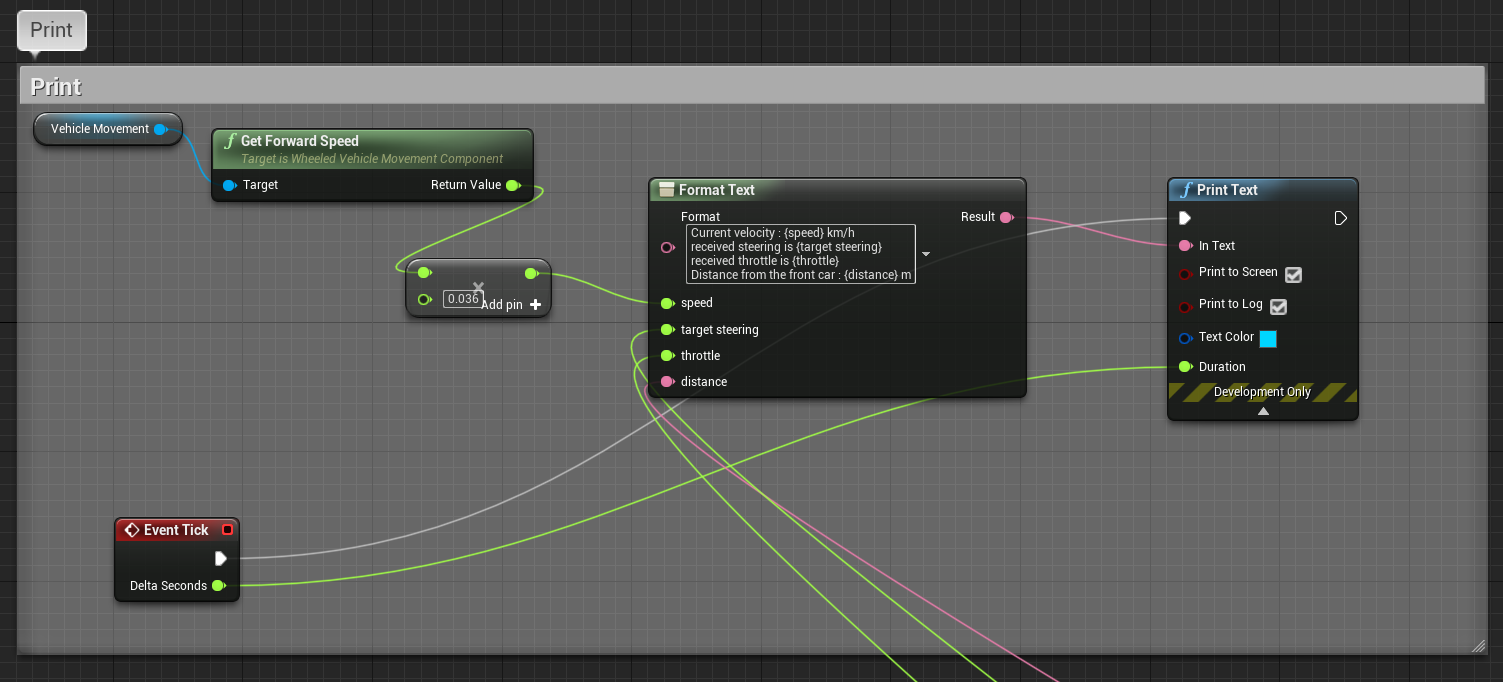 Print
Print
Vehicle Movement
Get Forward Speed
Target is Wheeled Vehicle Movement Component
Target
Return Value
0.036
Add pin
Format Text
Format
Result
Current velocity : {speed} km/h
received steering is {target steering}
received throttle is {throttle}
Distance from the front car : {distance} m
speed
target steering
throttle
distance
Print Text
In Text
Print to Screen
Print to Log
Text Color
Duration
Development Only
Event Tick
Delta Seconds